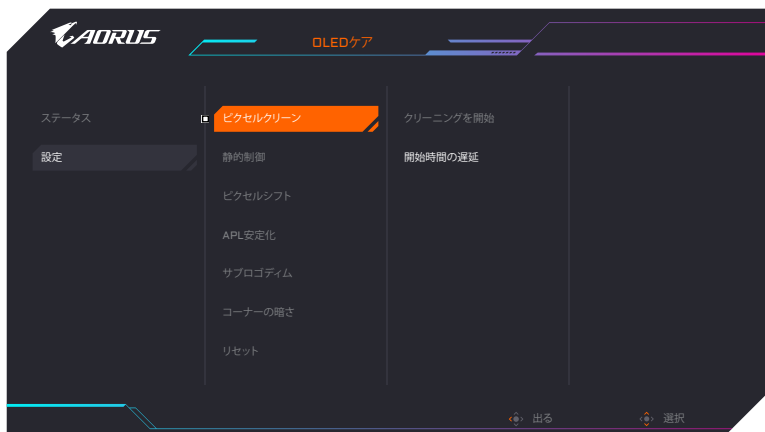 AORUS
OLEDケア
ステータス
設定
ピクセルクリーン
静的制御
ピクセルシフト
APL安定化
サブロゴディム
コーナーの暗さ
リセット
クリーニングを開始
開始時間の遅延
出る
選択